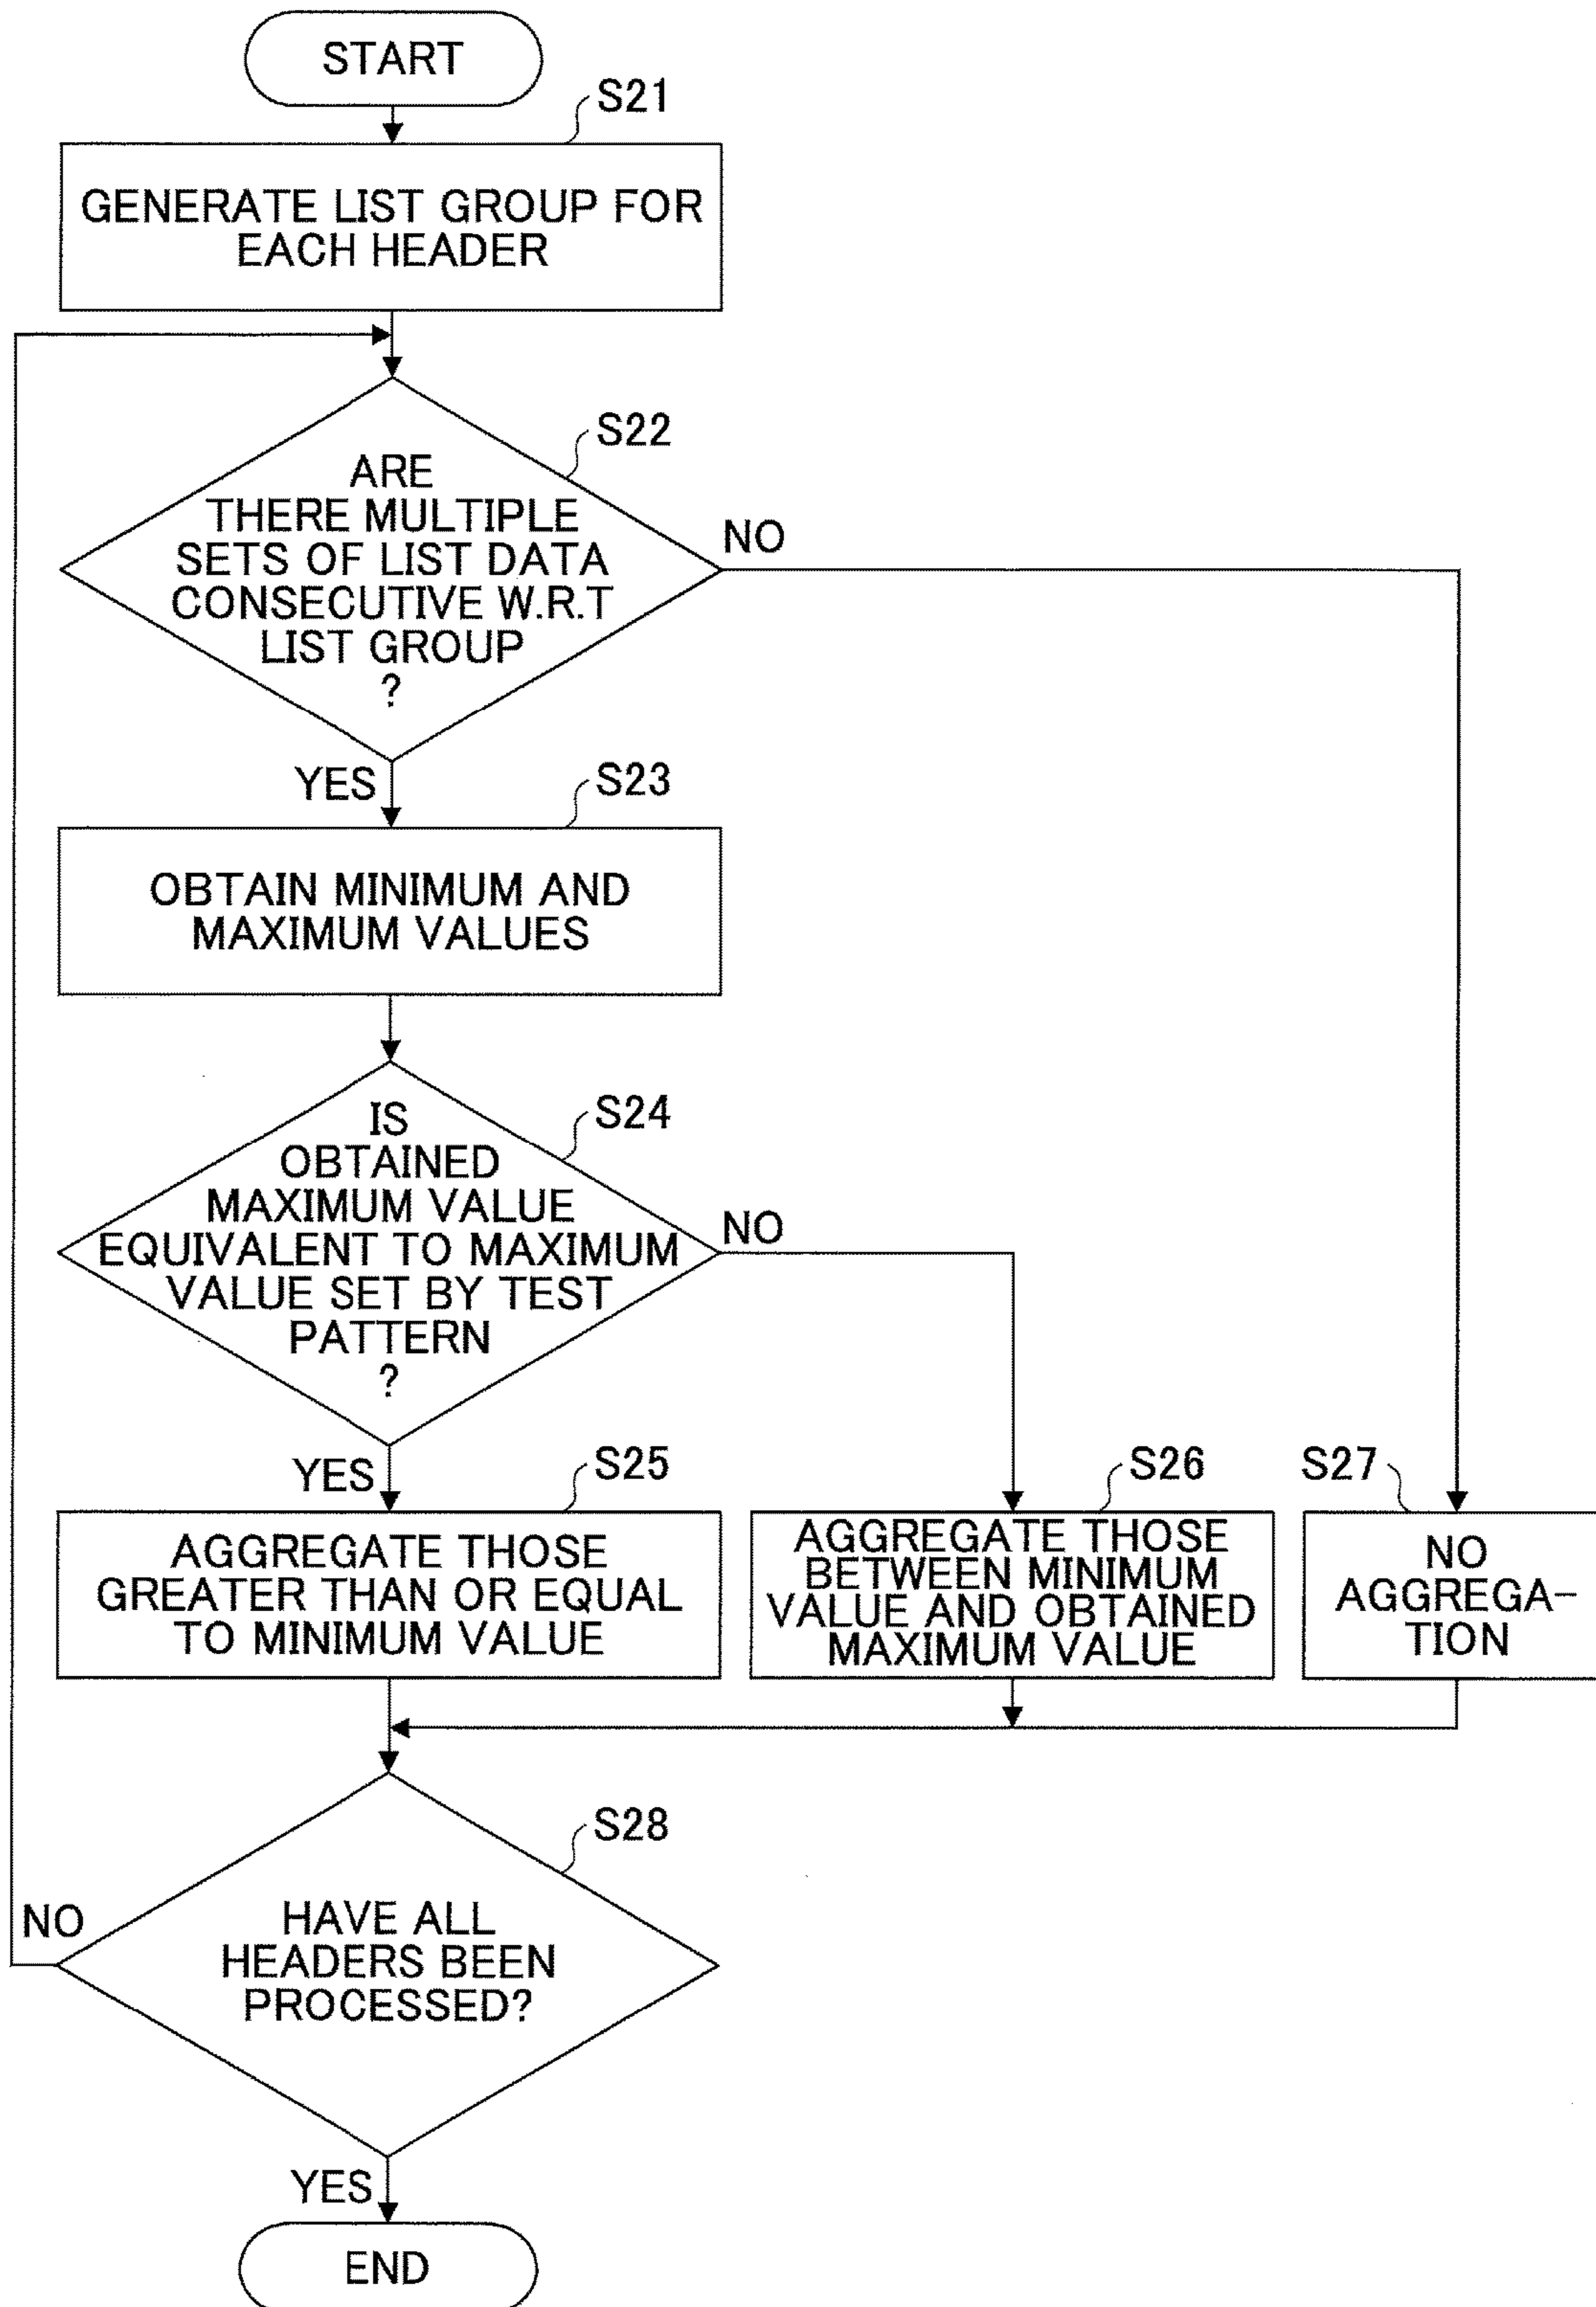 START
S21
GENERATE LIST GROUP FOR
EACH HEADER
S22
ARE
THERE MULTIPLE
SETS OF LIST DATA
CONSECUTIVE W.R.T
LIST GROUP
?
NO
YES
S23
OBTAIN MINIMUM AND
MAXIMUM VALUES
S24
IS
OBTAINED
MAXIMUM VALUE
EQUIVALENT TO MAXIMUM
VALUE SET BY TEST
PATTERN
?
NO
YES
S25
AGGREGATE THOSE
GREATER THAN OR EQUAL
TO MINIMUM VALUE
S26
AGGREGATE THOSE
BETWEEN MINIMUM
VALUE AND OBTAINED
MAXIMUM VALUE
S27
NO
AGGREGA-
TION
S28
HAVE ALL
HEADERS BEEN
PROCESSED?
NO
YES
END